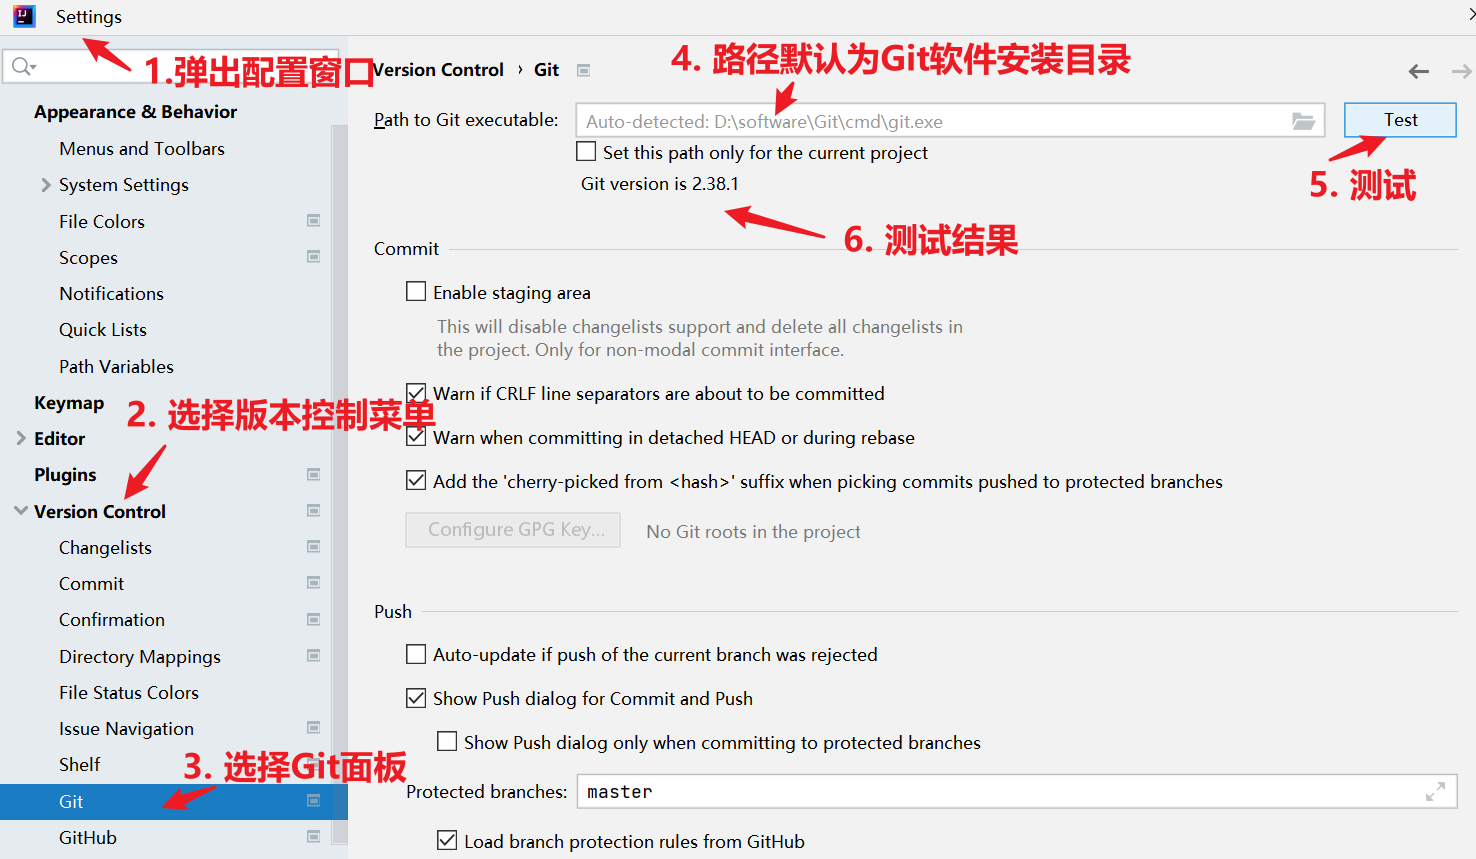 Settings
1.弹出配置窗口
Appearance & Behavior
Menus and Toolbars
System Settings
File Colors
Scopes
Notifications
Quick Lists
Path Variables
Keymap
2. 选择版本控制菜单
Editor
Plugins
Version Control
Changelists
Commit
Confirmation
Directory Mappings
File Status Colors
Issue Navigation
Shelf
3. 选择Git面板
Git
GitHub
Version Control › Git
4. 路径默认为Git软件安装目录
Path to Git executable: Auto-detected: D:\software\Git\cmd\git.exe Test
Set this path only for the current project
5. 测试
Git version is 2.38.1
6. 测试结果
Commit
Enable staging area
This will disable changelists support and delete all changelists in
the project. Only for non-modal commit interface.
Warn if CRLF line separators are about to be committed
Warn when committing in detached HEAD or during rebase
Add the 'cherry-picked from <hash>' suffix when picking commits pushed to protected branches
Configure GPG Key... No Git roots in the project
Push
Auto-update if push of the current branch was rejected
Show Push dialog for Commit and Push
Show Push dialog only when committing to protected branches
Protected branches: master
Load branch protection rules from GitHub